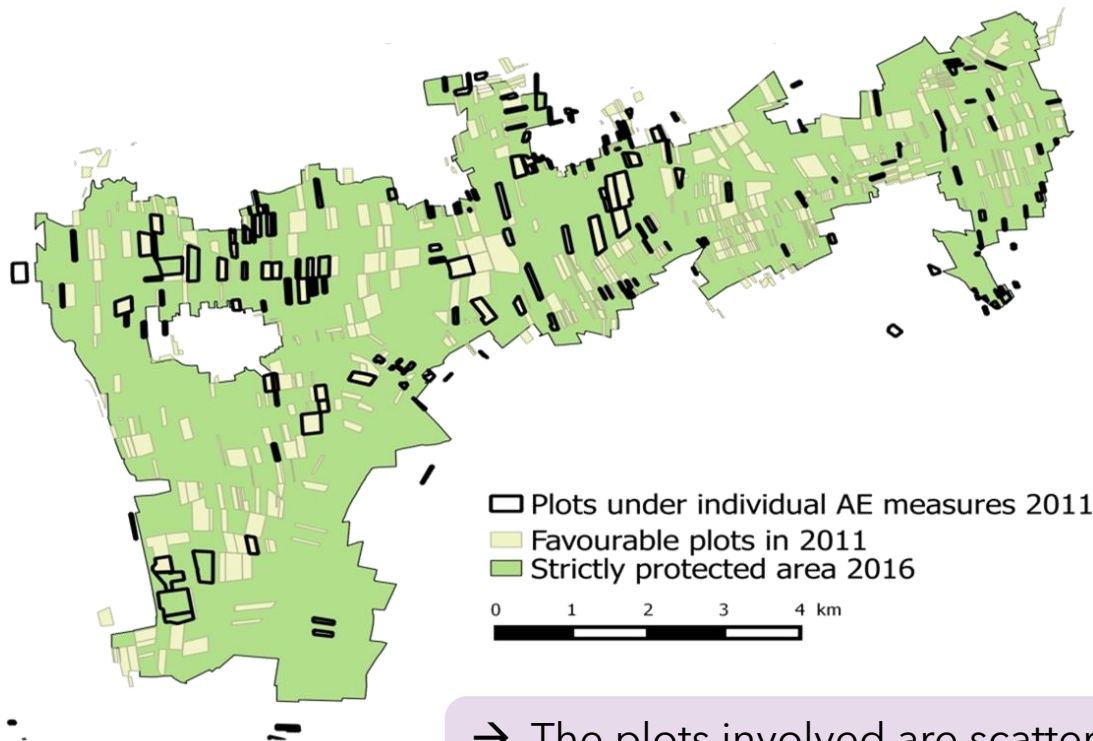 Plots under individual AE measures 2011
Favourable plots in 2011
Strictly protected area 2016
0 1 2 3 4 km
→ The plots involved are